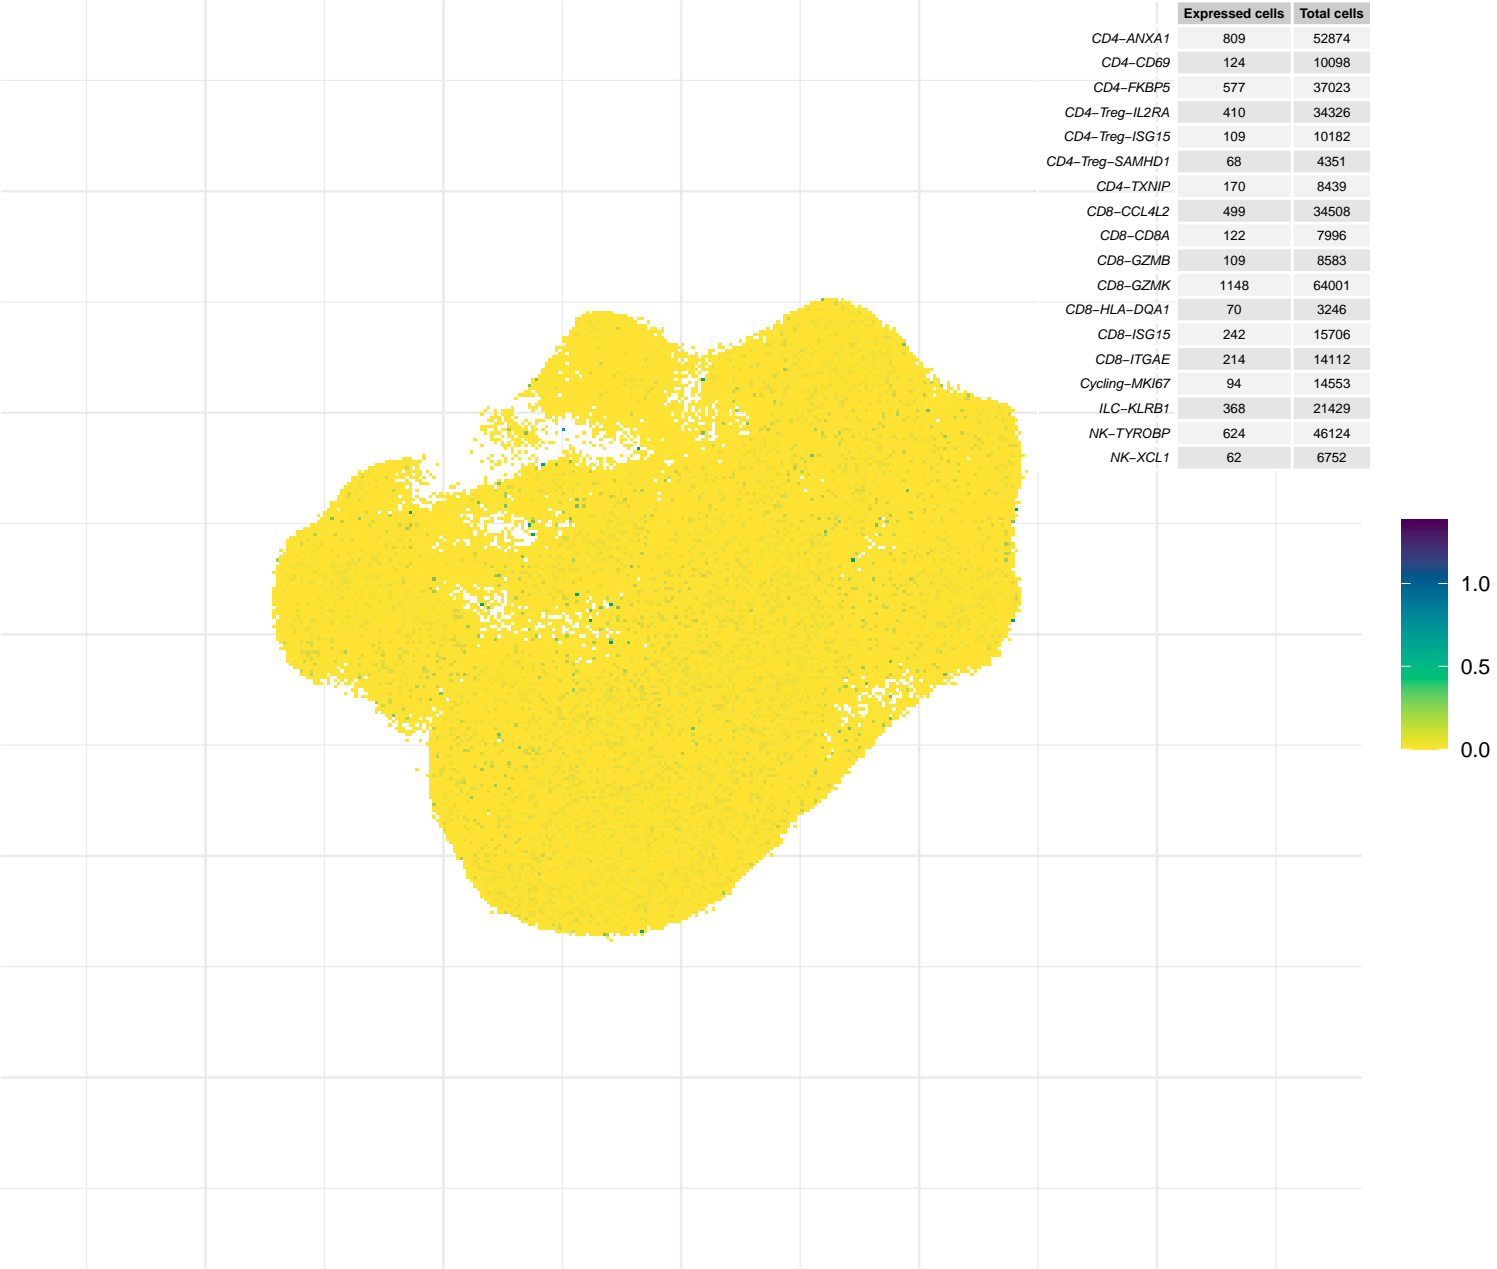 Expressed cells Total cells
CD4−ANXA1 809 52874
CD4−CD69 124 10098
CD4−FKBP5 577 37023
CD4−Treg−IL2RA 410 34326
CD4−Treg−ISG15 109 10182
CD4−Treg−SAMHD1 68 4351
CD4−TXNIP 170 8439
CD8−CCL4L2 499 34508
CD8−CD8A 122 7996
CD8−GZMB 109 8583
CD8−GZMK 1148 64001
CD8−HLA−DQA1 70 3246
CD8−ISG15 242 15706
CD8−ITGAE 214 14112
Cycling−MKI67 94 14553
ILC−KLRB1 368 21429
NK−TYROBP 624 46124
NK−XCL1 62 6752
1.0
0.5
0.0